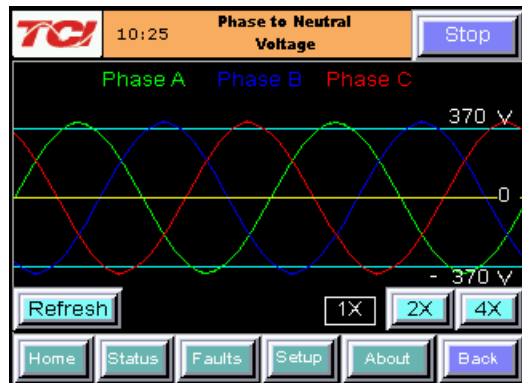 TCI 10:25 Phase to Neutral Voltage Stop
Phase A Phase B Phase C
370 V
0
- 370 V
Refresh 1X 2X 4X
Home Status Faults Setup About Back